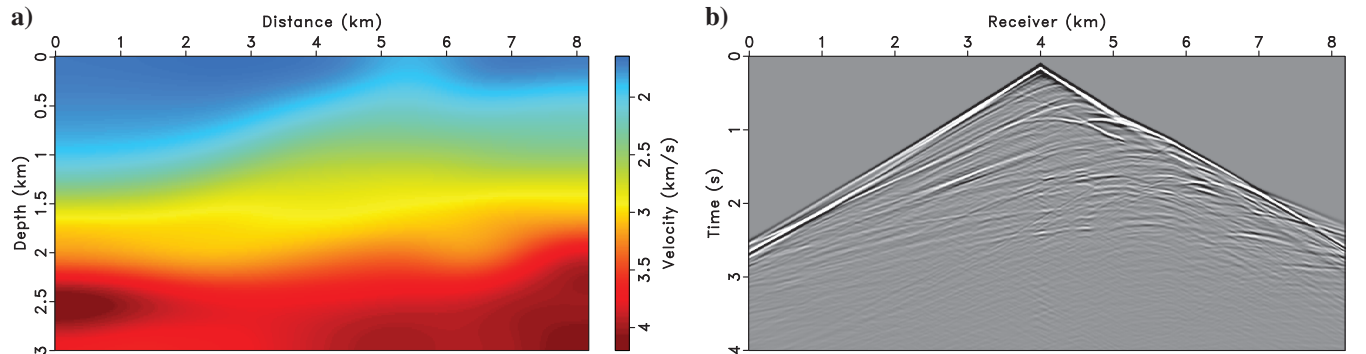 a)
Distance (km)
0 1 2 3 4 5 6 7 8
Depth (km)
0
0.5
1
1.5
2
2.5
3
2
2.5
3
3.5
4
Velocity (km/s)
b)
Receiver (km)
0 1 2 3 4 5 6 7 8
Time (s)
0
1
2
3
4